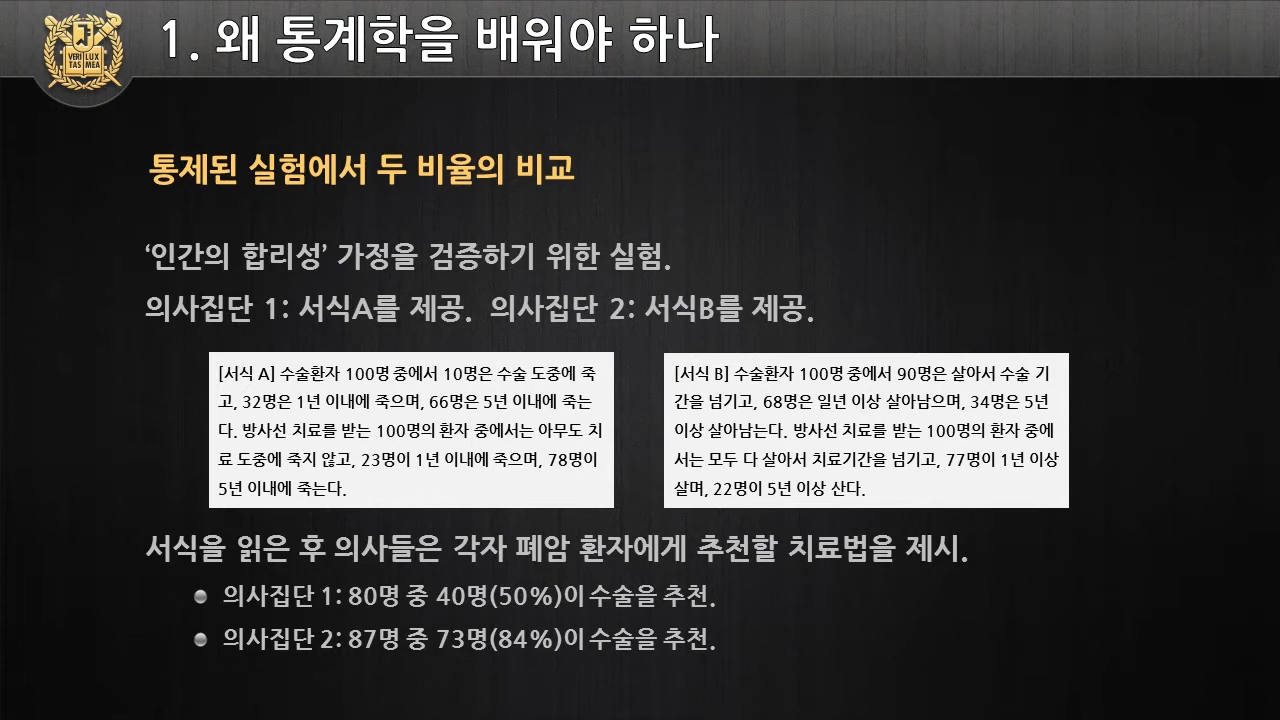 1. 왜 통계학을 배워야 하나
VERI LUX
TAS MEA
통제된 실험에서 두 비율의 비교
‘인간의 합리성’ 가정을 검증하기 위한 실험.
의사집단 1: 서식A를 제공. 의사집단 2: 서식B를 제공.
[서식 A] 수술환자 100명 중에서 10명은 수술 도중에 죽
고, 32명은 1년 이내에 죽으며, 66명은 5년 이내에 죽는
다. 방사선 치료를 받는 100명의 환자 중에서는 아무도 치
료 도중에 죽지 않고, 23명이 1년 이내에 죽으며, 78명이
5년 이내에 죽는다.
[서식 B] 수술환자 100명 중에서 90명은 살아서 수술 기
간을 넘기고, 68명은 일년 이상 살아남으며, 34명은 5년
이상 살아남는다. 방사선 치료를 받는 100명의 환자 중에
서는 모두 다 살아서 치료기간을 넘기고, 77명이 1년 이상
살며, 22명이 5년 이상 산다.
서식을 읽은 후 의사들은 각자 폐암 환자에게 추천할 치료법을 제시.
의사집단 1: 80명 중 40명(50%)이 수술을 추천.
의사집단 2: 87명 중 73명(84%)이 수술을 추천.